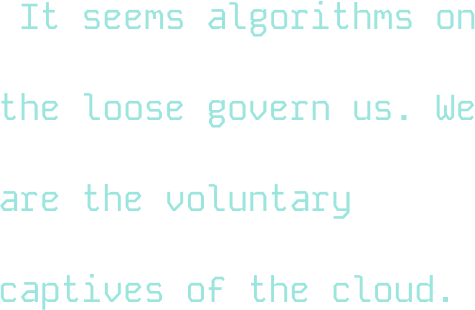 It seems algorithms on
the loose govern us. We
are the voluntary
captives of the cloud.